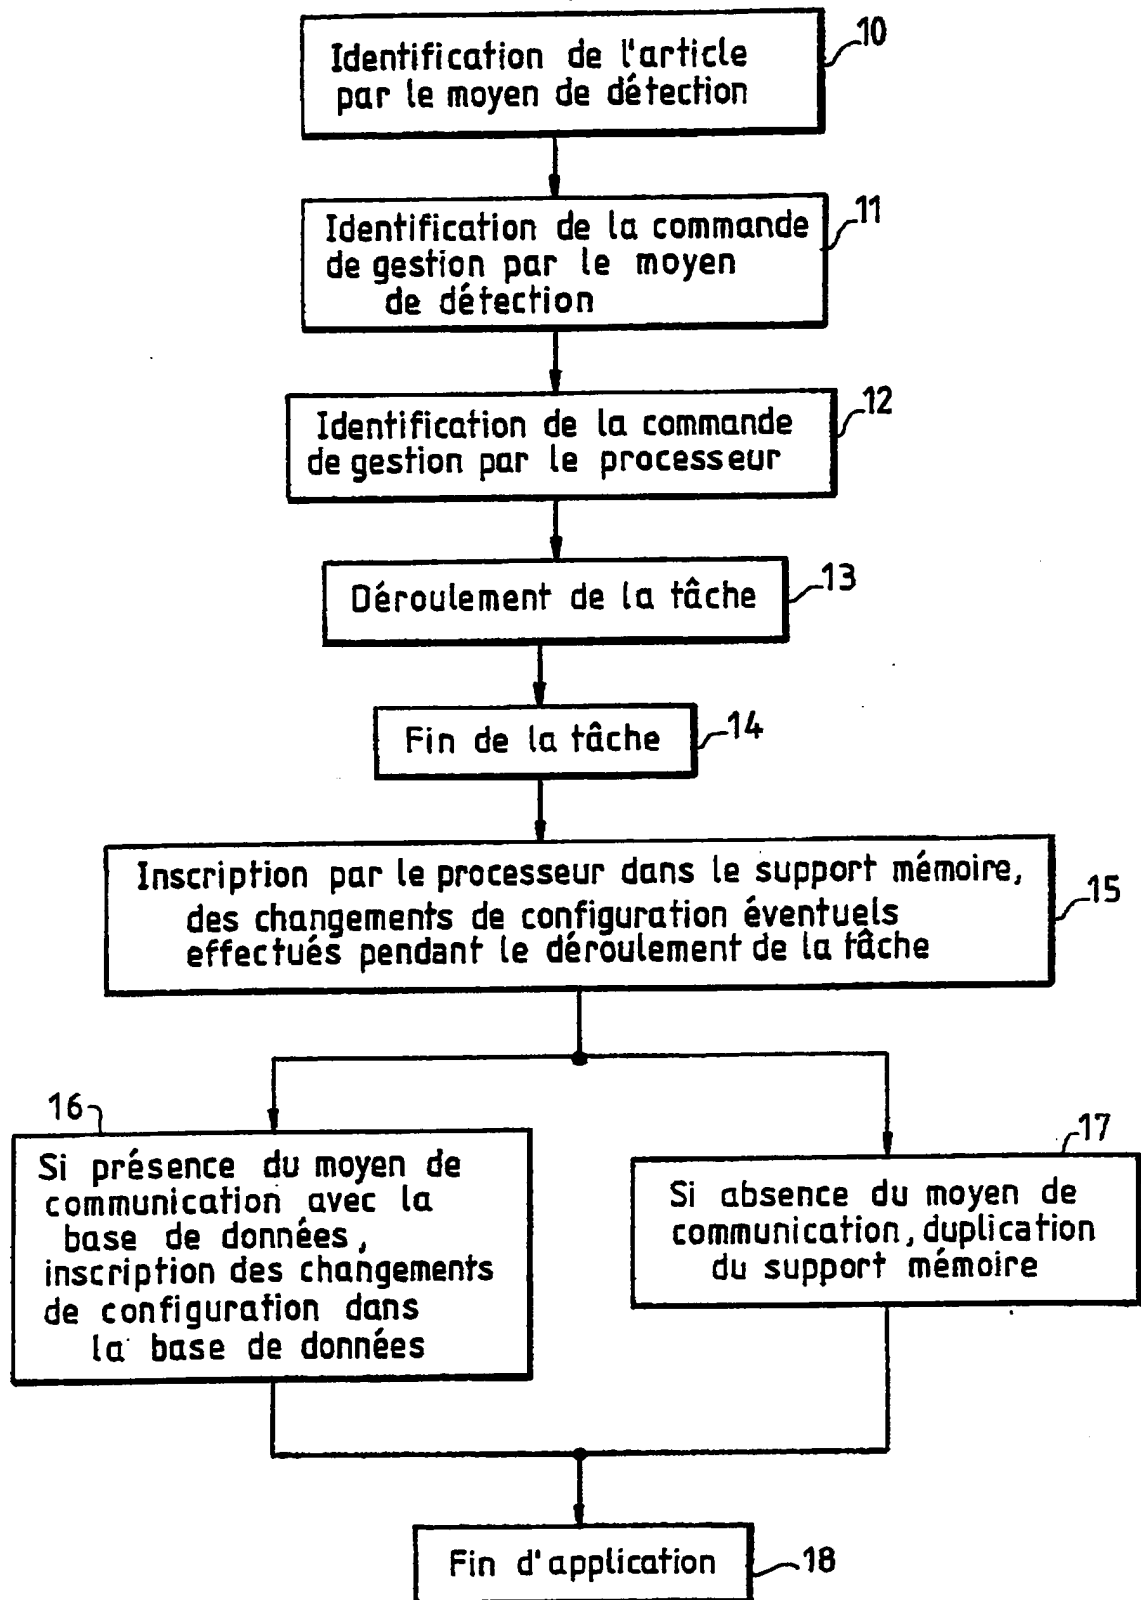 Identification de l'article
par le moyen de détection
10
Identification de la commande
de gestion par le moyen
de détection
11
Identification de la commande
de gestion par le processeur
12
Déroulement de la tâche
13
Fin de la tâche
14
Inscription par le processeur dans le support mémoire,
des changements de configuration éventuels
effectués pendant le déroulement de la tâche
15
16
Si présence du moyen de
communication avec la
base de données,
inscription des changements
de configuration dans
la base de données
17
Si absence du moyen de
communication, duplication
du support mémoire
Fin d'application
18